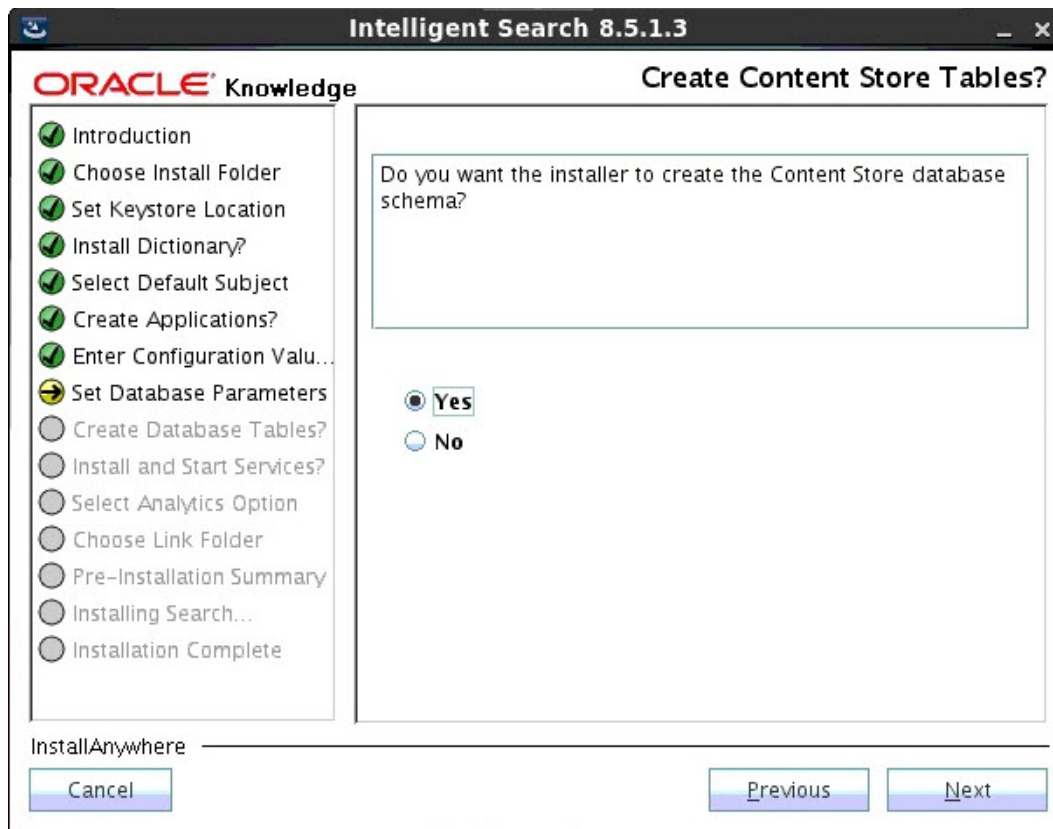 Intelligent Search 8.5.1.3
ORACLE Knowledge
Create Content Store Tables?
Introduction
Choose Install Folder
Set Keystore Location
Install Dictionary?
Select Default Subject
Create Applications?
Enter Configuration Valu...
Set Database Parameters
Create Database Tables?
Install and Start Services?
Select Analytics Option
Choose Link Folder
Pre-Installation Summary
Installing Search...
Installation Complete
Do you want the installer to create the Content Store database
schema?
Yes
No
InstallAnywhere
Cancel
Previous
Next